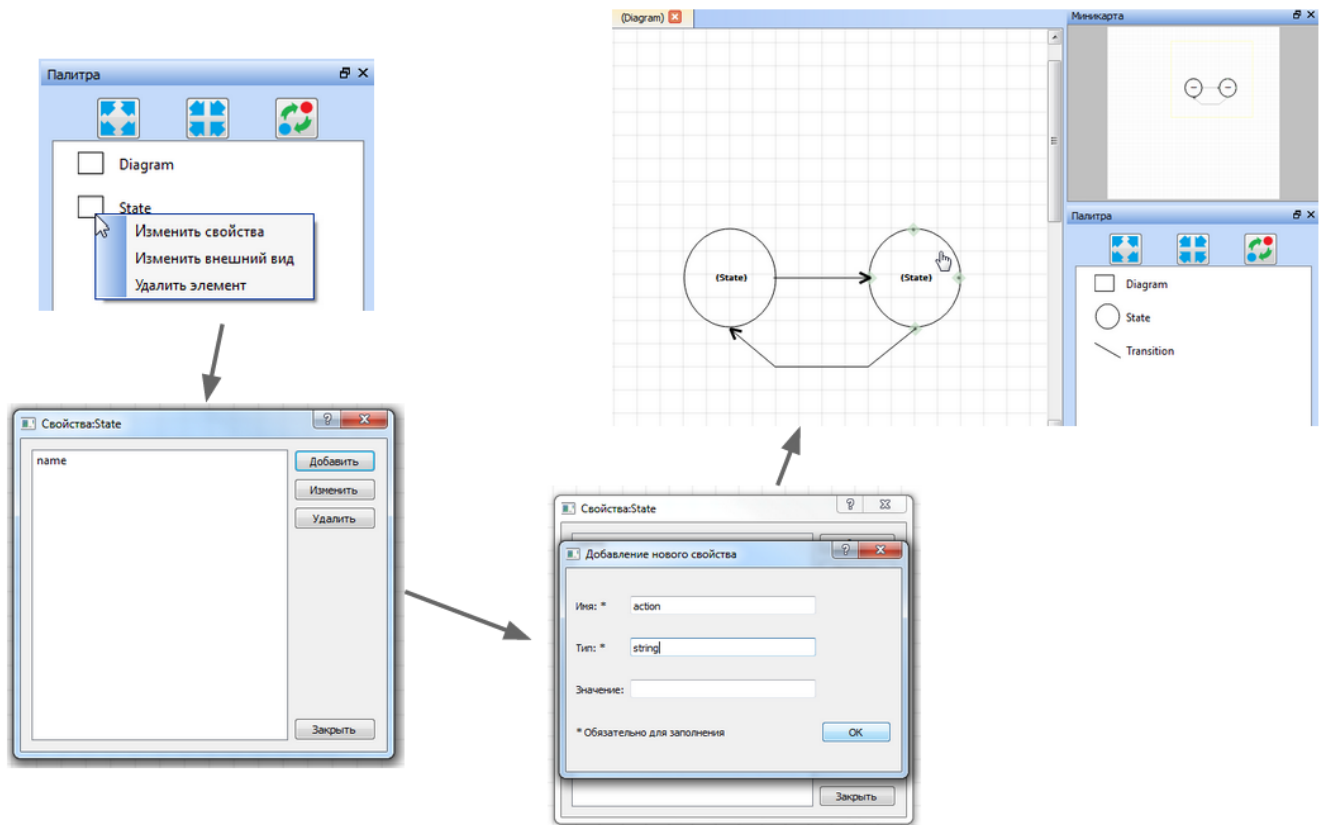 Палитра
Diagram
State
Изменить свойства
Изменить внешний вид
Удалить элемент
Свойства:State
name
Добавить
Изменить
Удалить
Закрыть
Свойства:State
Добавление нового свойства
Имя: *
action
Тип: *
string
Значение:
* Обязательно для заполнения
OK
Закрыть
(Diagram)
{State}
{State}
Миникарта
Палитра
Diagram
State
Transition